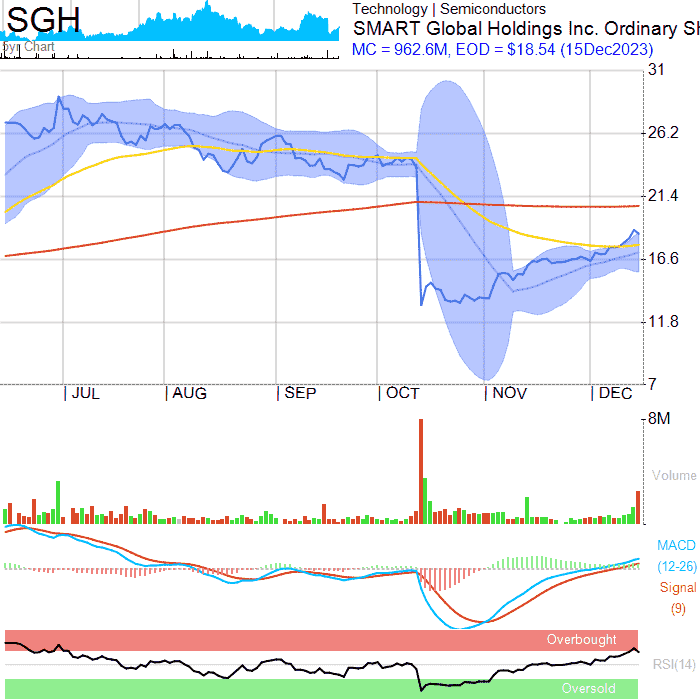 SGH
5yr Chart
Technology | Semiconductors
SMART Global Holdings Inc. Ordinary SH
MC = 962.6M, EOD = $18.54 (15Dec2023)
31
26.2
21.4
16.6
11.8
7
| JUL | AUG | SEP | OCT | NOV | DEC
8M
Volume
MACD
(12-26)
Signal
(9)
Overbought
RSI(14)
Oversold